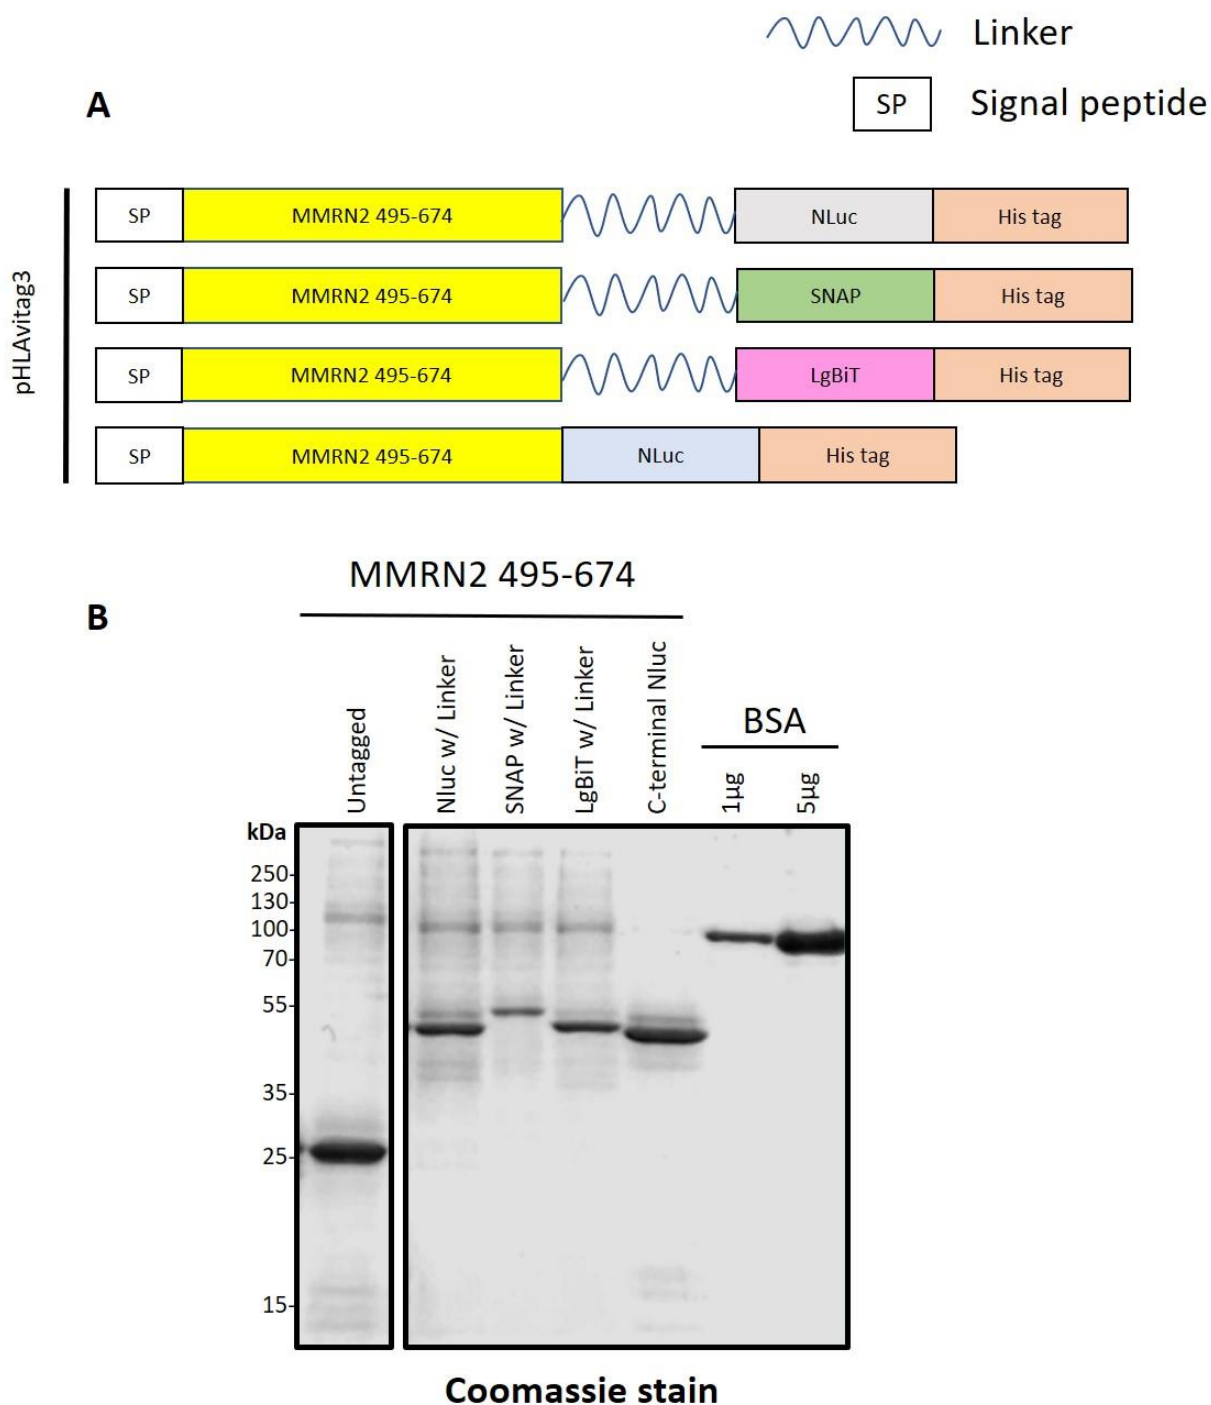 Linker
A
SP Signal peptide
pHLAvitag3
SP MMRN2 495-674 NLuc His tag
SP MMRN2 495-674 SNAP His tag
SP MMRN2 495-674 LgBiT His tag
SP MMRN2 495-674 NLuc His tag
MMRN2 495-674
B
Untagged
Nluc w/ Linker
SNAP w/ Linker
LgBiT w/ Linker
C-terminal Nluc
BSA
1µg
5µg
kDa
250-
130-
100-
70-
55-
35-
25-
15-
Coomassie stain